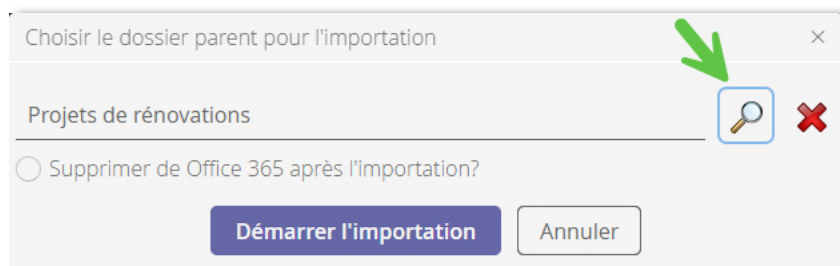 Choisir le dossier parent pour l'importation
Projets de rénovations
Supprimer de Office 365 après l'importation?
Démarrer l'importation Annuler